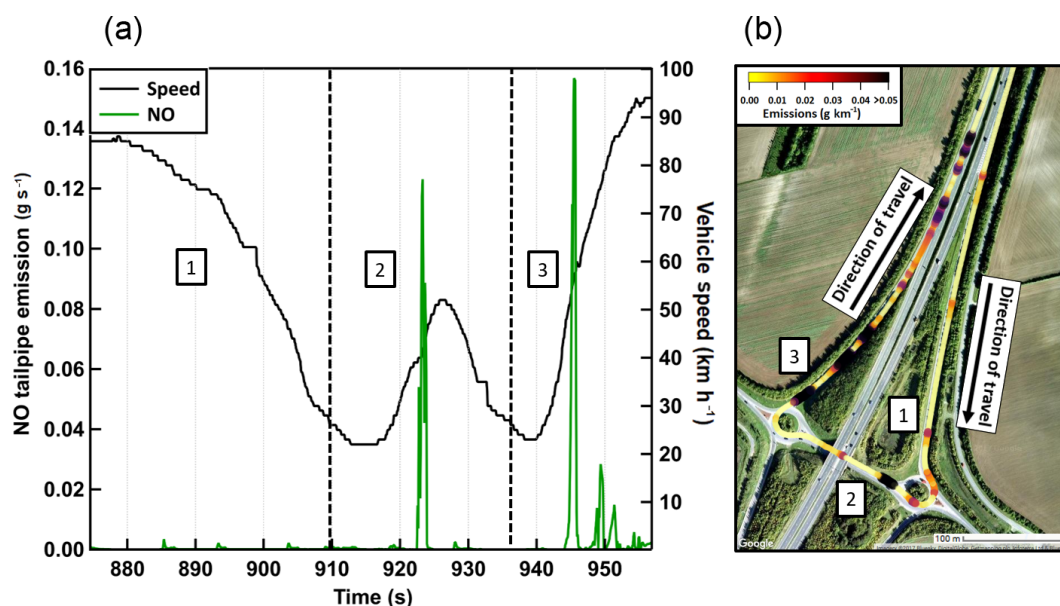 (a)
(b)
0.16
0.14
0.12
0.10
0.08
0.06
0.04
0.02
0.00
NO tailpipe emission (g s⁻¹)
Speed
NO
1
2
3
100
90
80
70
60
50
40
30
20
10
Vehicle speed (km h⁻¹)
880
890
900
910
920
930
940
950
Time (s)
0.00 0.01 0.02 0.03 0.04 >0.05
Emissions (g km⁻¹)
Direction of travel
Direction of travel
3
1
2
Google
100 m